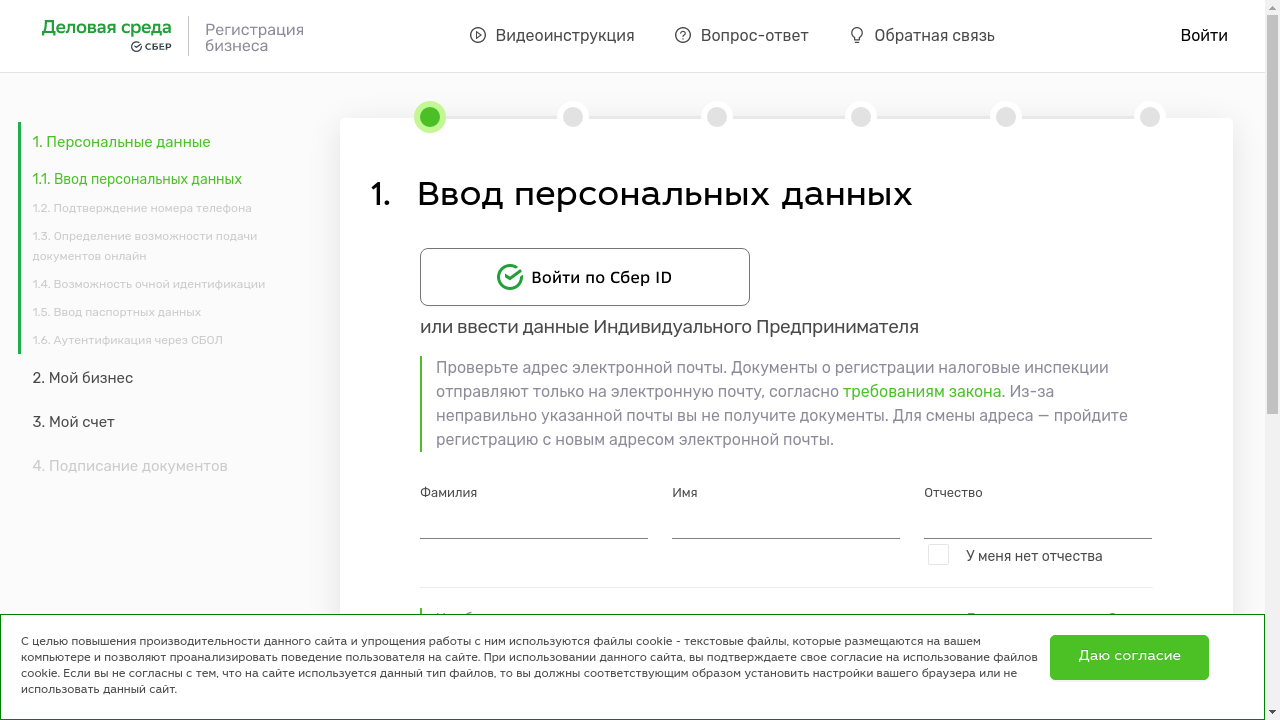 Деловая среда
СБЕР
Регистрация
бизнеса
Видеоинструкция
Вопрос-ответ
Обратная связь
Войти
1. Персональные данные
1.1. Ввод персональных данных
1.2. Подтверждение номера телефона
1.3. Определение возможности подачи
документов онлайн
1.4. Возможность очной идентификации
1.5. Ввод паспортных данных
1.6. Аутентификация через СБОЛ
2. Мой бизнес
3. Мой счет
4. Подписание документов
1. Ввод персональных данных
Войти по Сбер ID
или ввести данные Индивидуального Предпринимателя
Проверьте адрес электронной почты. Документы о регистрации налоговые инспекции
отправляют только на электронную почту, согласно требованиям закона. Из-за
неправильно указанной почты вы не получите документы. Для смены адреса — пройдите
регистрацию с новым адресом электронной почты.
Фамилия
Имя
Отчество
У меня нет отчества
С целью повышения производительности данного сайта и упрощения работы с ним используются файлы cookie - текстовые файлы, которые размещаются на вашем
компьютере и позволяют проанализировать поведение пользователя на сайте. При использовании данного сайта, вы подтверждаете свое согласие на использование файлов
cookie. Если вы не согласны с тем, что на сайте используется данный тип файлов, то вы должны соответствующим образом установить настройки вашего браузера или не
использовать данный сайт.
Даю согласие